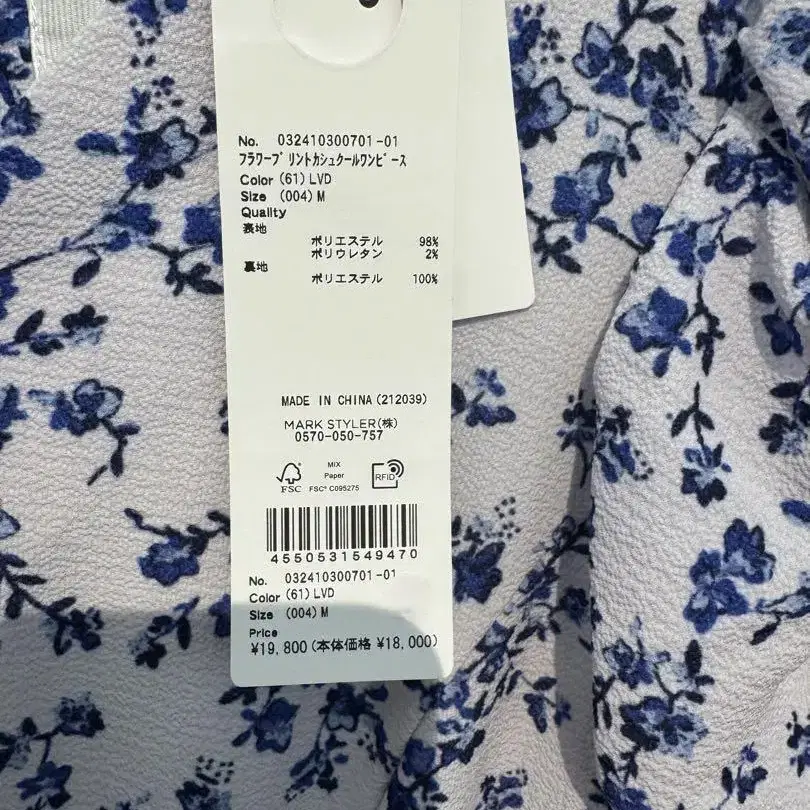 No. 032410300701-01
フラワープリントカシュクールワンピース
Color (61) LVD
Size (004) M
Quality
表地
ポリエステル 98%
ポリウレタン 2%
裏地
ポリエステル 100%
MADE IN CHINA (212039)
MARK STYLER(株)
0570-050-757
FSC
MIX
Paper
FSC® C095275
RFID
4550531549470
No. 032410300701-01
Color (61) LVD
Size (004) M
Price
¥19,800 (本体価格 ¥18,000)